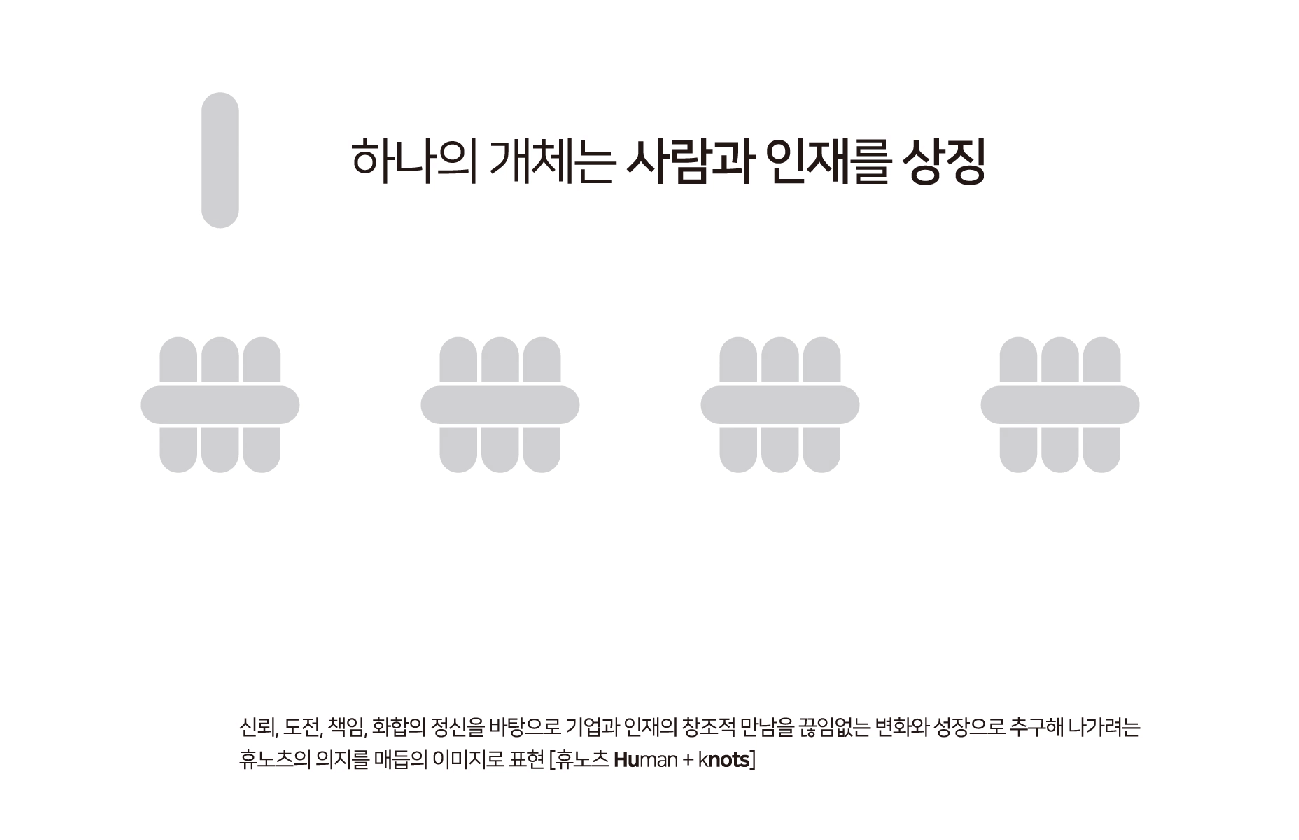 하나의 개체는 사람과 인재를 상징
신뢰, 도전, 책임, 화합의 정신을 바탕으로 기업과 인재의 창조적 만남을 끊임없는 변화와 성장으로 추구해 나가려는
휴노츠의 의지를 매듭의 이미지로 표현 [휴노츠 Human + knots]